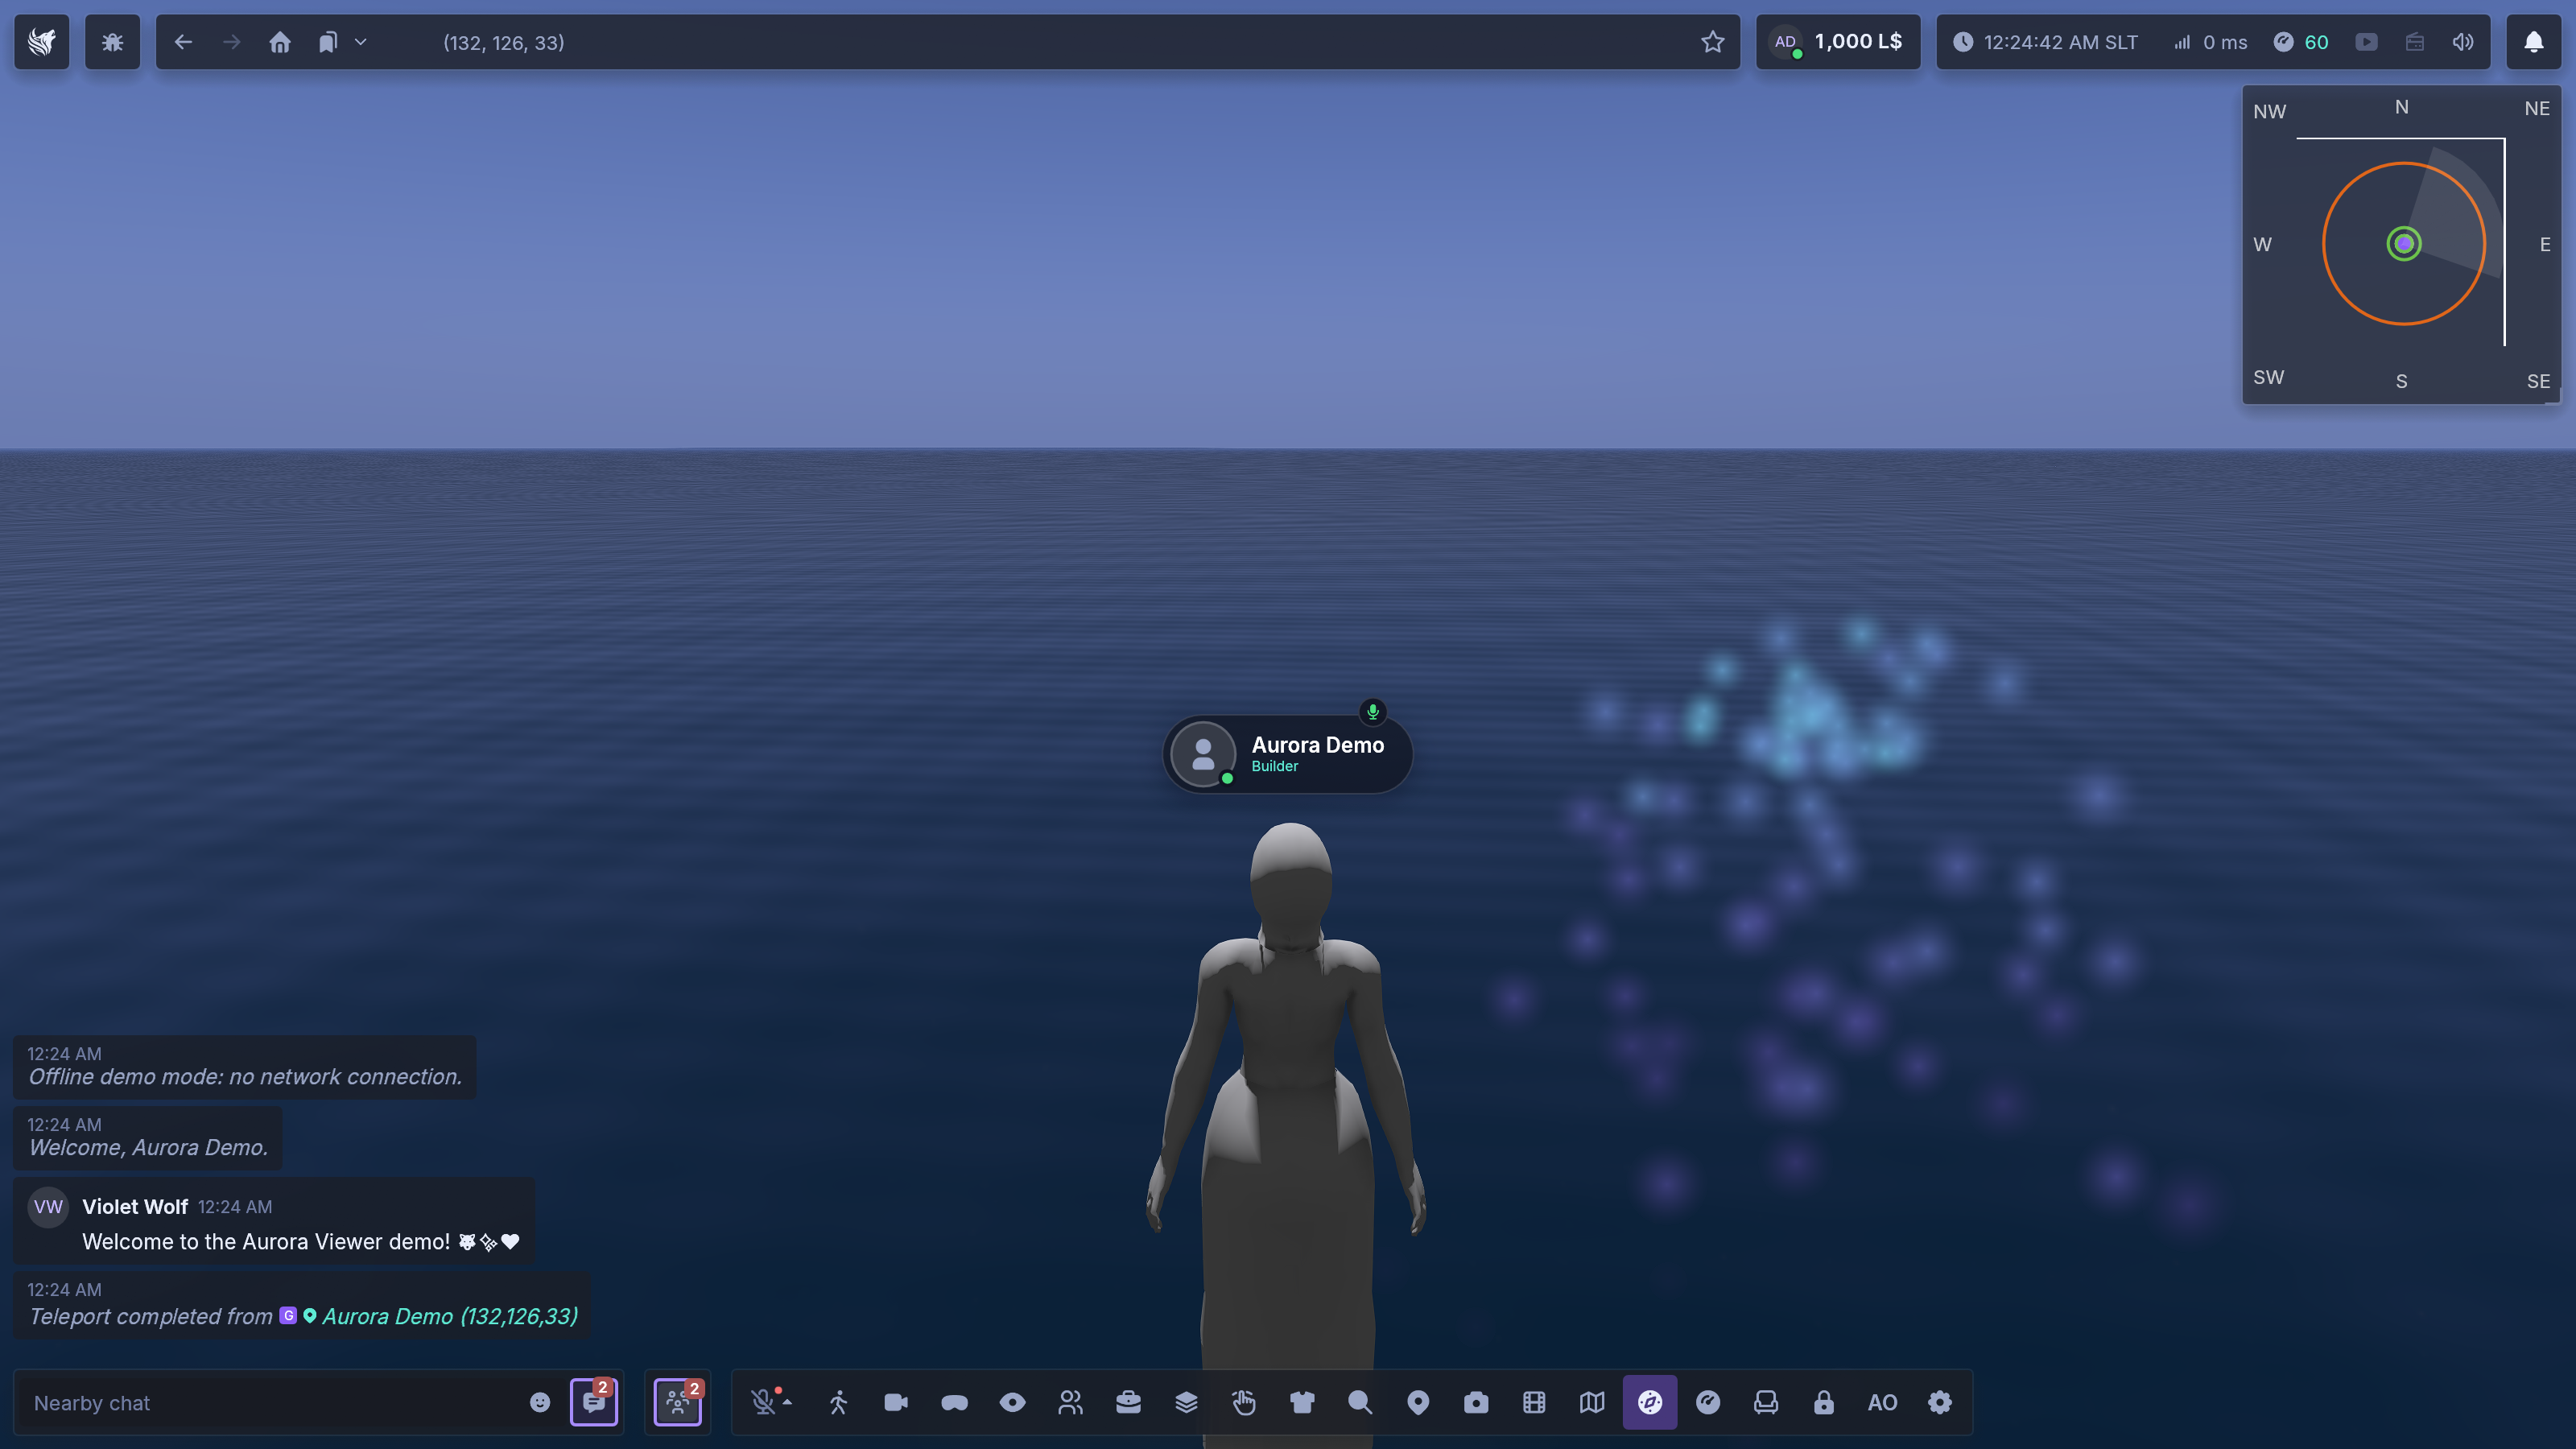 (132, 126, 33)
AD 1,000 L$
12:24:42 AM SLT 0 ms 60
NW N NE
W E
SW S SE
Aurora Demo
Builder
12:24 AM
Offline demo mode: no network connection.
12:24 AM
Welcome, Aurora Demo.
VW Violet Wolf 12:24 AM
Welcome to the Aurora Viewer demo!
12:24 AM
Teleport completed from G Aurora Demo (132,126,33)
Nearby chat 2 2 AO